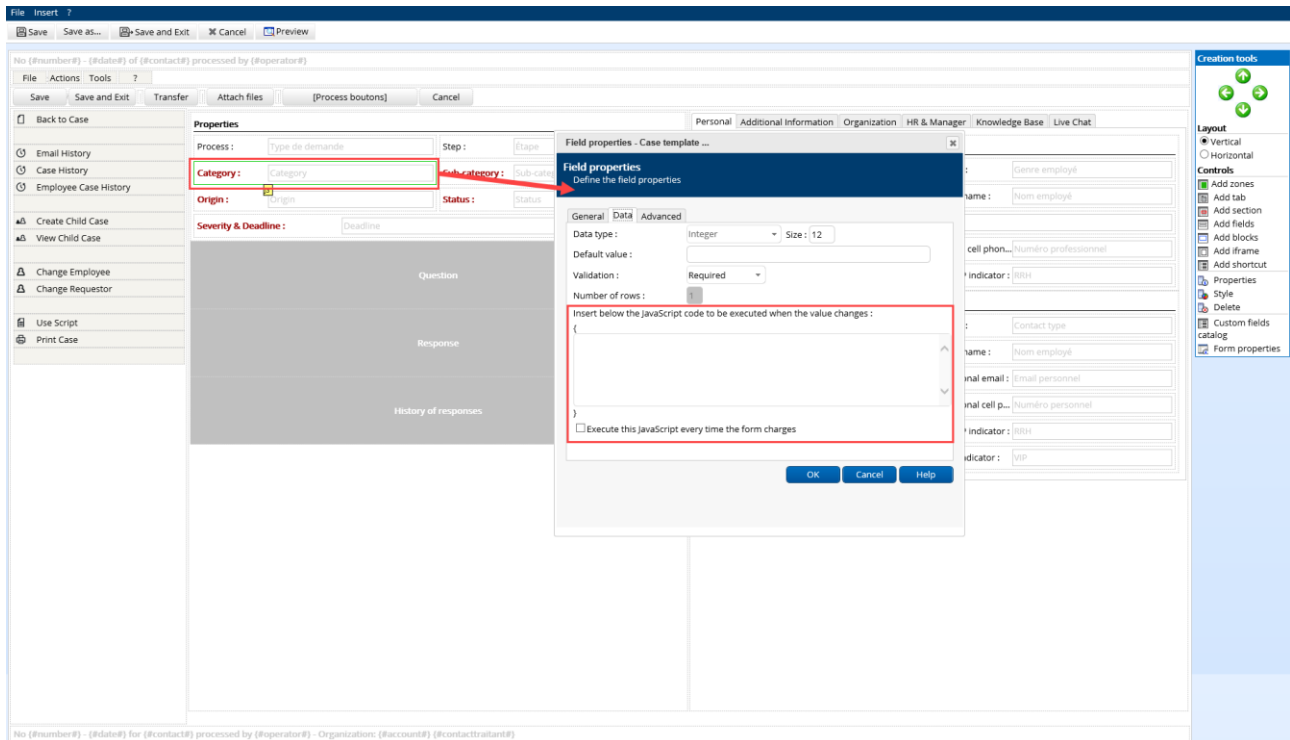 File Insert ?
Save Save as... Save and Exit Cancel Preview
No {#number#} - {#date#} of {#contact#} processed by {#operator#}
File Actions Tools ?
Save Save and Exit Transfer Attach files [Process boutons] Cancel
Back to Case
Email History
Case History
Employee Case History
Create Child Case
View Child Case
Change Employee
Change Requestor
Use Script
Print Case
Properties
Process : Type de demande Step : Étape
Category : Category Sub-category : Sub-cate
Origin : Origin Status : Status
Severity & Deadline : Deadline
Question
Response
History of responses
Personal Additional Information Organization HR & Manager Knowledge Base Live Chat
Field properties - Case template ...
Field properties
Define the field properties
General Data Advanced
Data type : Integer Size : 12
Default value :
Validation : Required
Number of rows : 1
Insert below the JavaScript code to be executed when the value changes :
{
}
Execute this JavaScript every time the form charges
OK Cancel Help
: Genre employé
name : Nom employé
:
cell phon... Numéro professionnel
P indicator : RRH
: Contact type
name : Nom employé
nal email : Email personnel
nal cell p... Numéro personnel
P indicator : RRH
ndicator : VIP
Creation tools
Layout
Vertical
Horizontal
Controls
Add zones
Add tab
Add section
Add fields
Add blocks
Add iframe
Add shortcut
Properties
Style
Delete
Custom fields
catalog
Form properties
No {#number#} - {#date#} for {#contact#} processed by {#operator#} - Organization: {#account#} {#contacttraitant#}